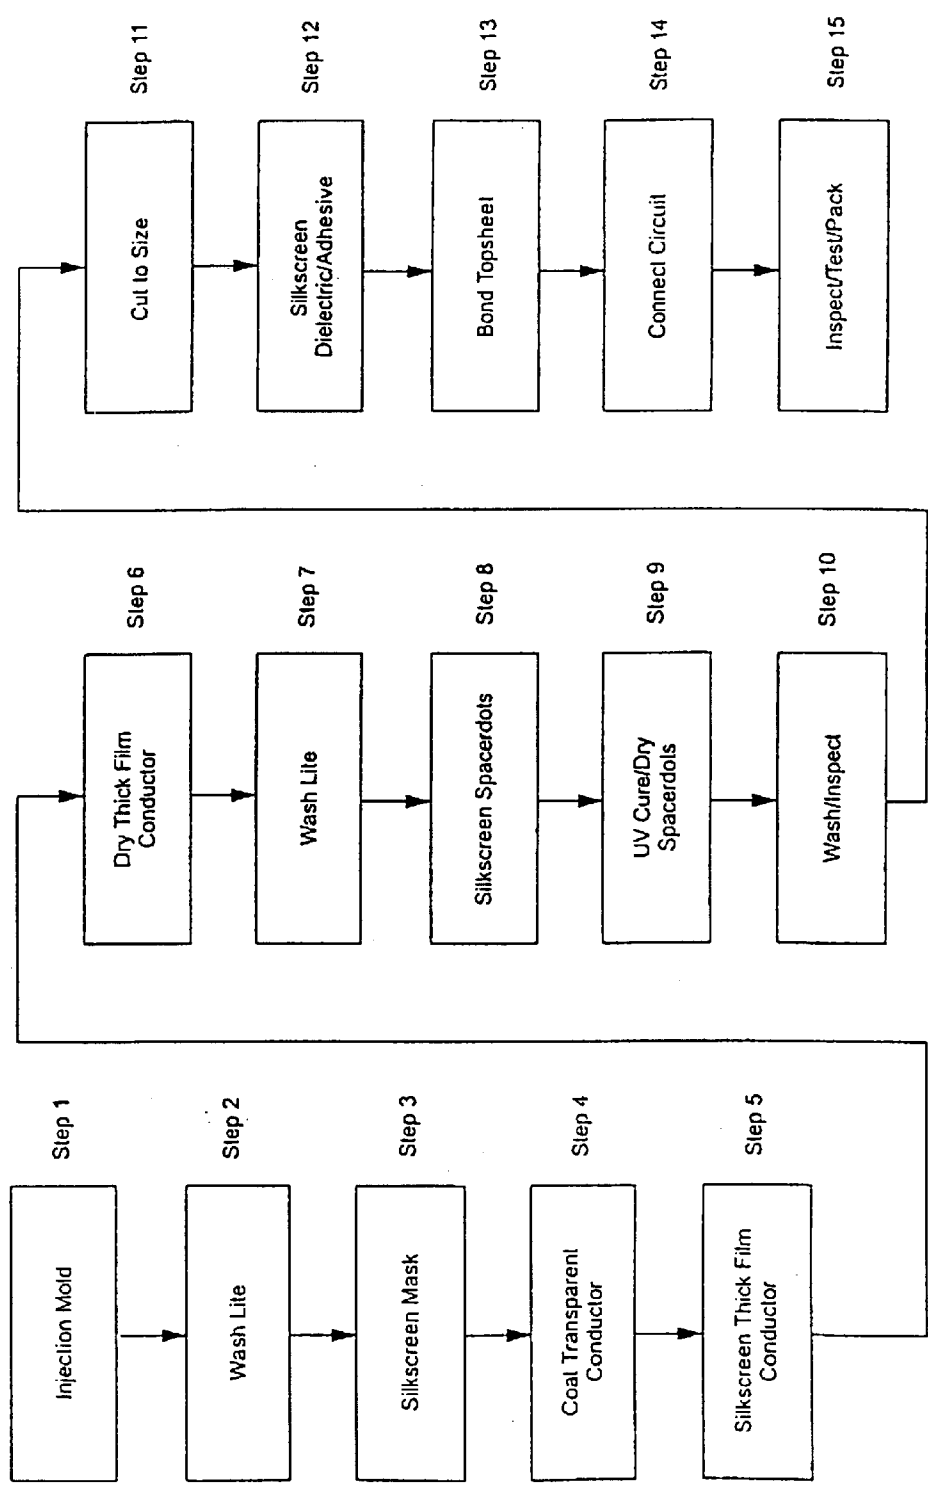 Injection Mold
Step 1
Wash Lite
Step 2
Silkscreen Mask
Step 3
Coat Transparent
Conductor
Step 4
Silkscreen Thick Film
Conductor
Step 5
Dry Thick Film
Conductor
Step 6
Wash Lite
Step 7
Silkscreen Spacerdots
Step 8
UV Cure/Dry
Spacerdots
Step 9
Wash/Inspect
Step 10
Cut to Size
Step 11
Silkscreen
Dielectric/Adhesive
Step 12
Bond Topsheet
Step 13
Connect Circuit
Step 14
Inspect/Test/Pack
Step 15